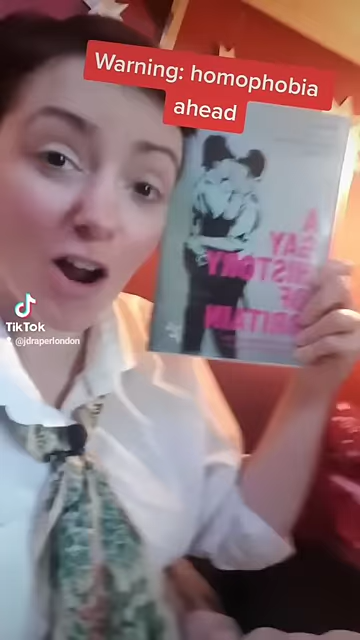 Warning: homophobia
ahead
A
GAY
HISTORY
OF
BRITAIN
TikTok
@jdraperlondon